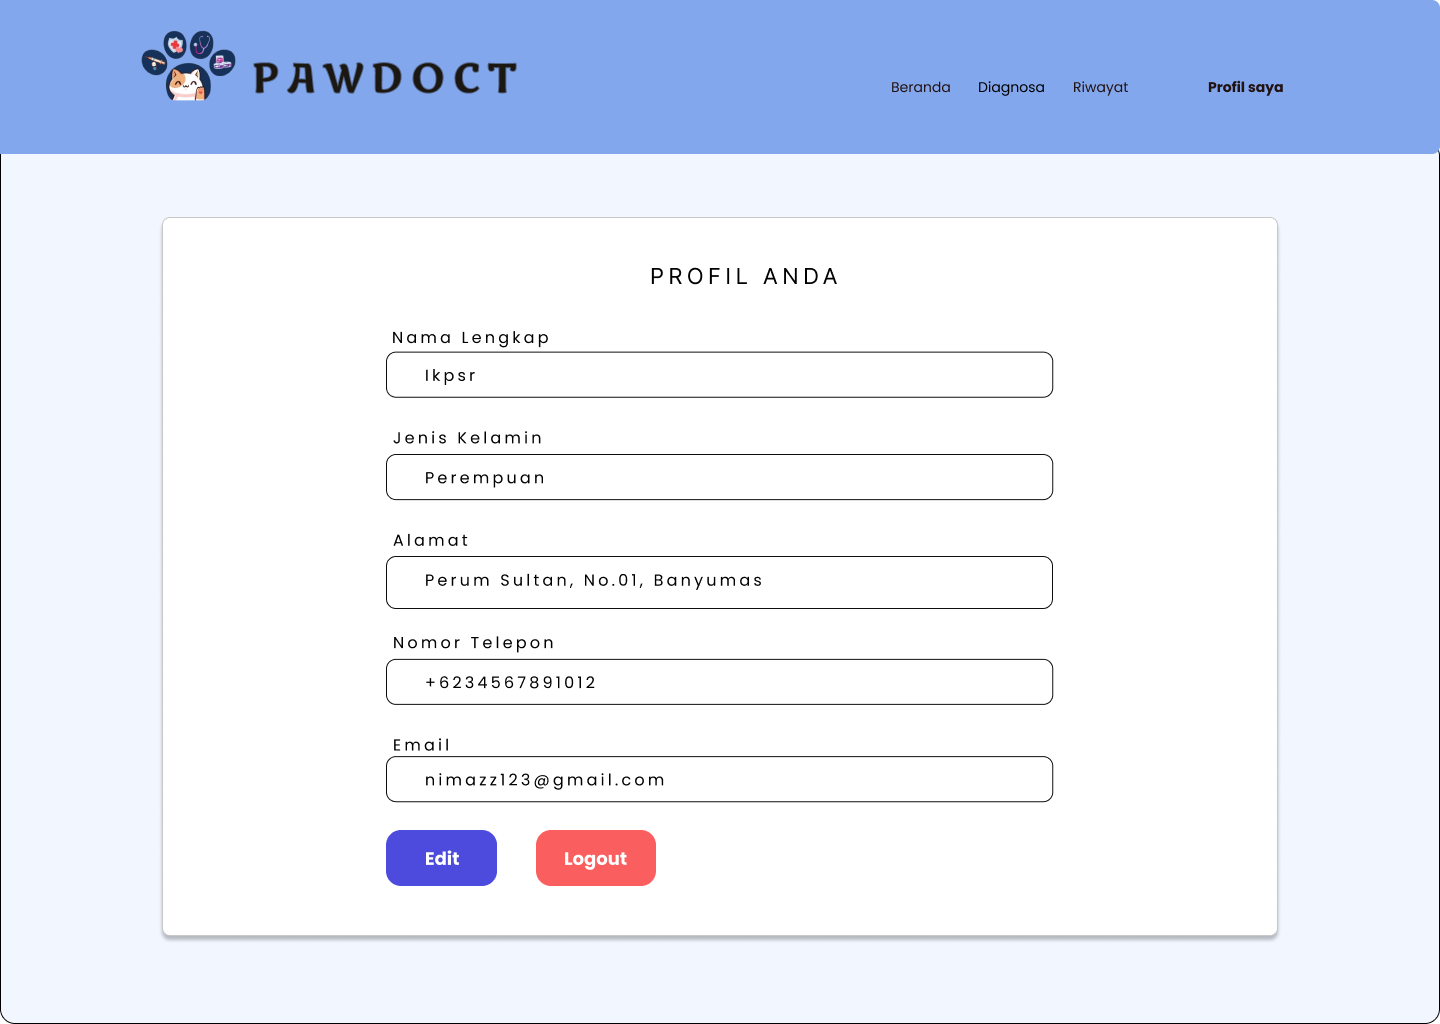 PAWDOCT
Beranda Diagnosa Riwayat Profil saya
PROFIL ANDA
Nama Lengkap
Ikpsr
Jenis Kelamin
Perempuan
Alamat
Perum Sultan, No.01, Banyumas
Nomor Telepon
+6234567891012
Email
nimazz123@gmail.com
Edit Logout